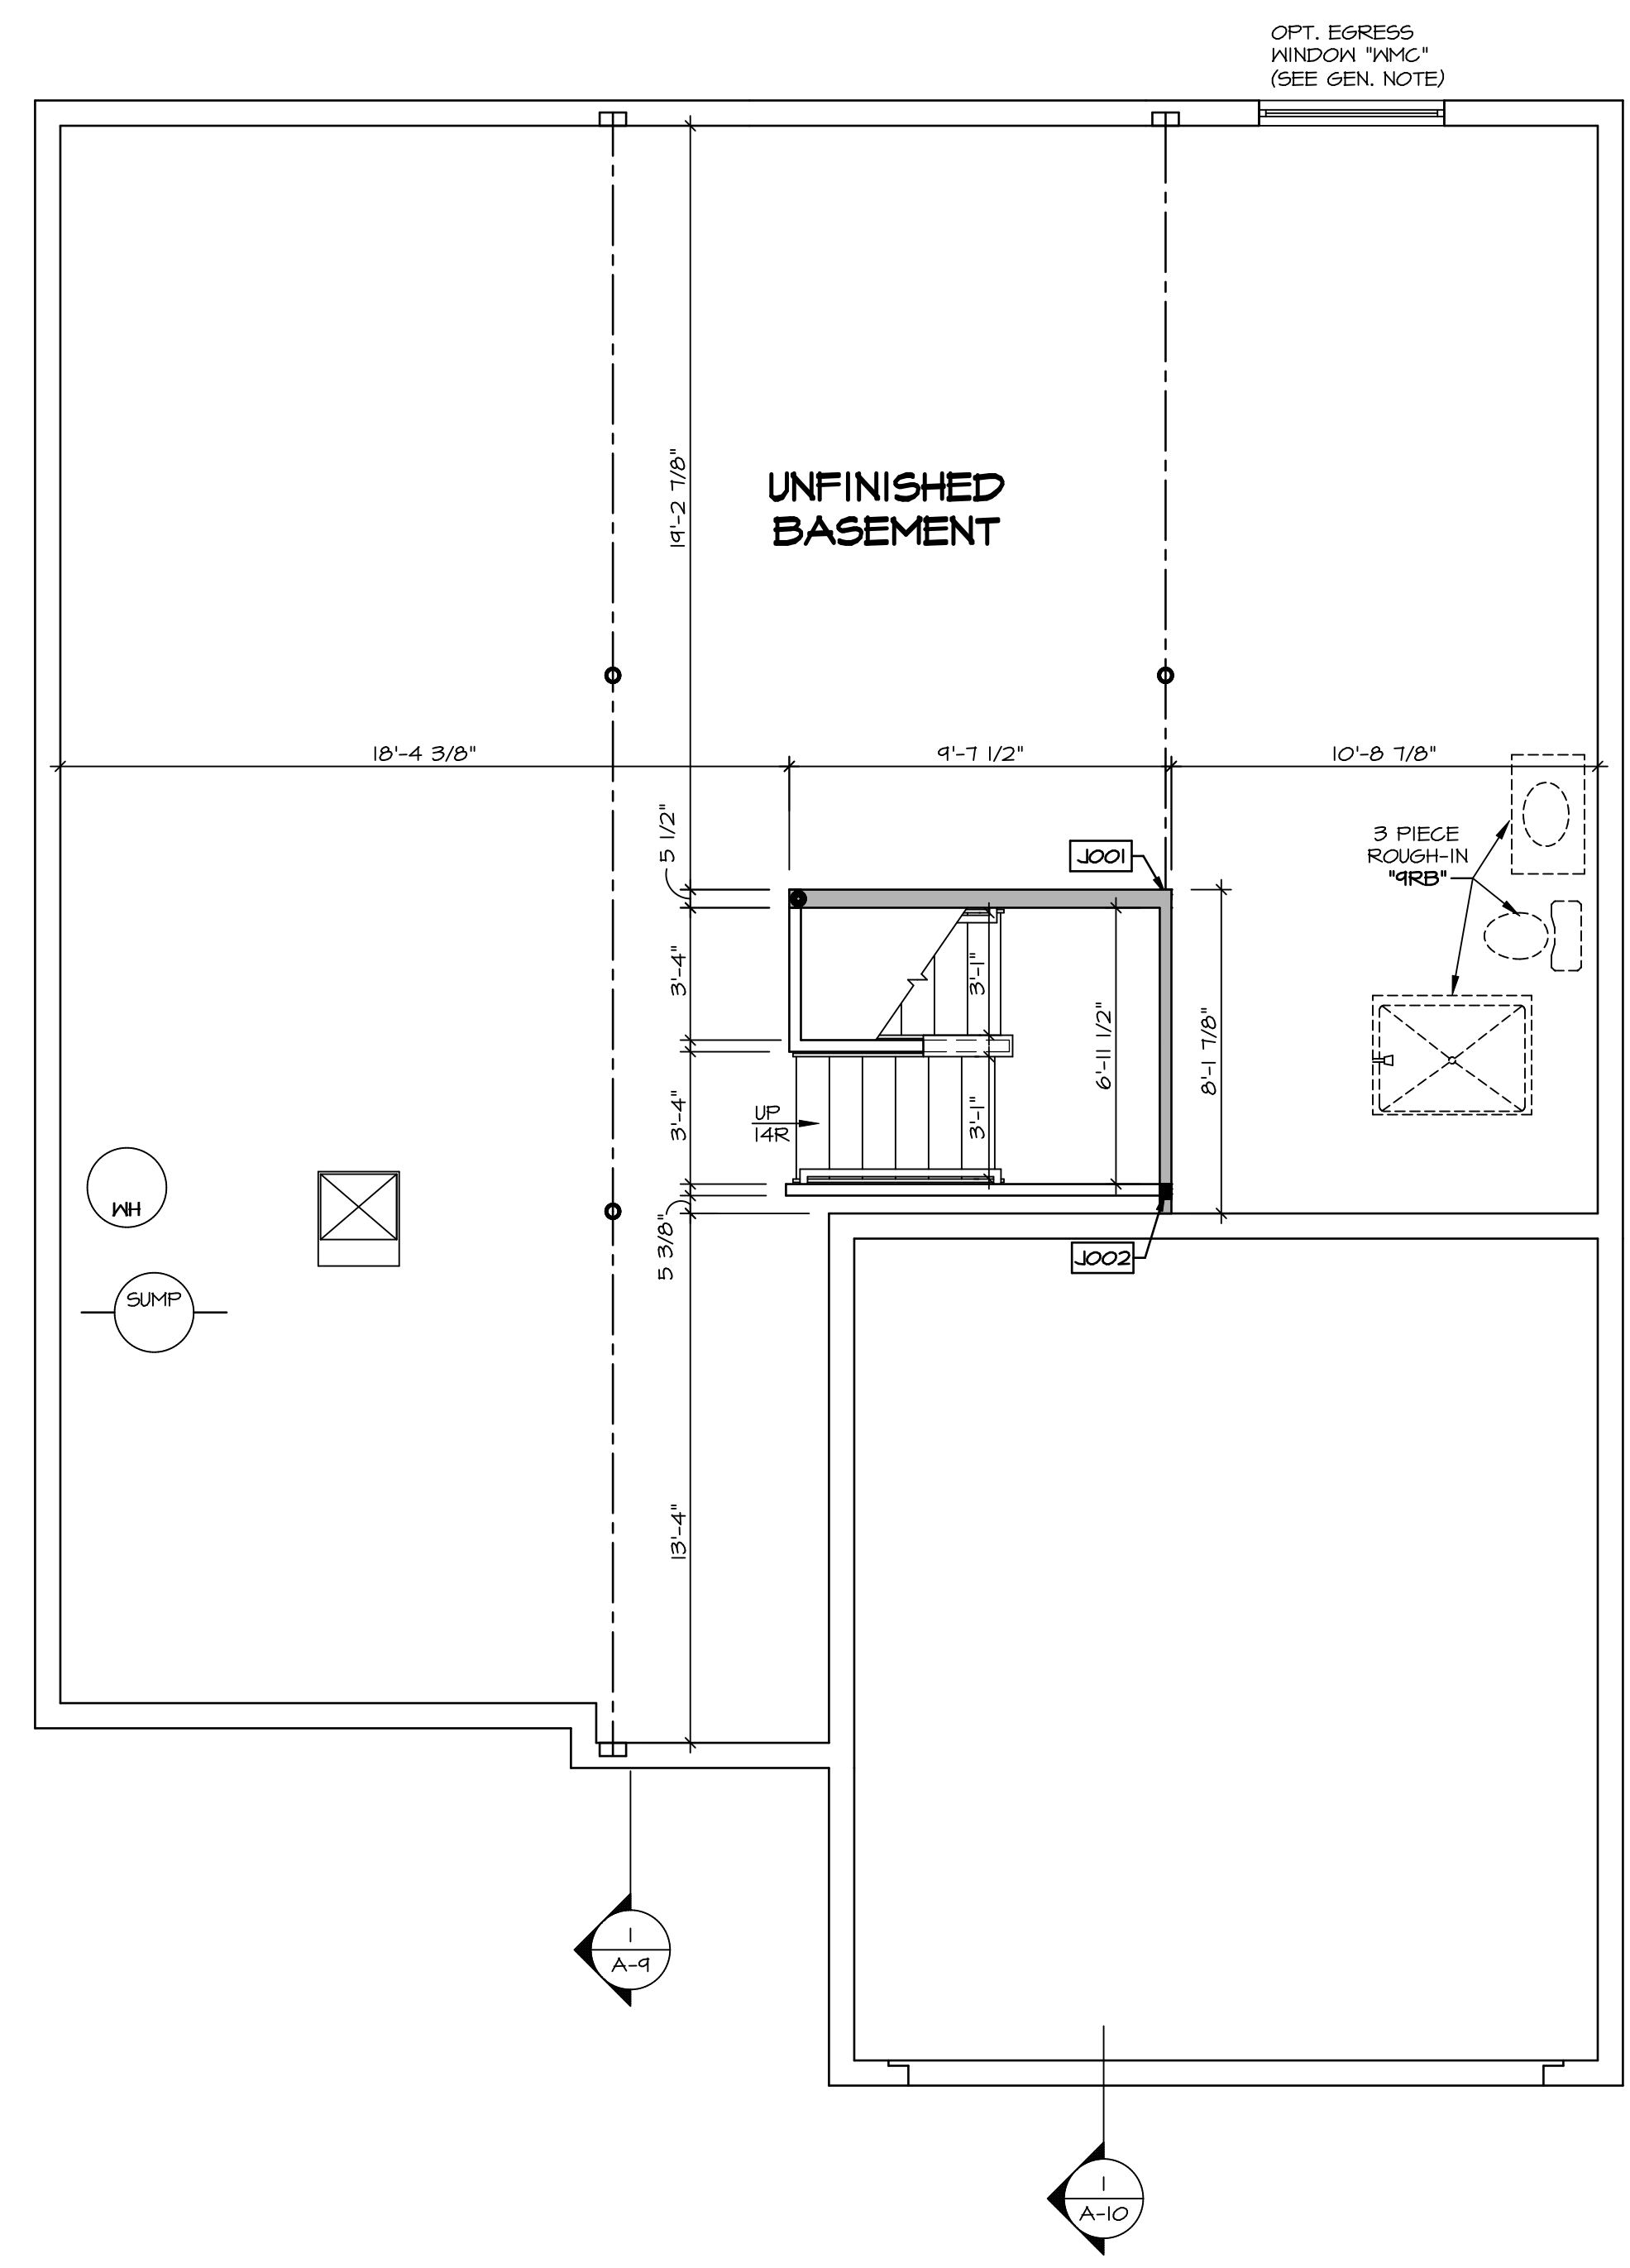 OPT. EGRESS
WINDOW "WMC"
(SEE GEN. NOTE)
19'-2 7/8"
UNFINISHED
BASEMENT
18'-4 3/8"
9'-7 1/2"
10'-8 7/8"
5 1/2"
J001
3 PIECE
ROUGH-IN
"9RB"
3'-4"
3'-1"
6'-11 1/2"
8'-1 7/8"
3'-4"
3'-1"
UP
14R
WH
5 3/8"
J002
SUMP
13'-4"
1
A-9
1
A-10